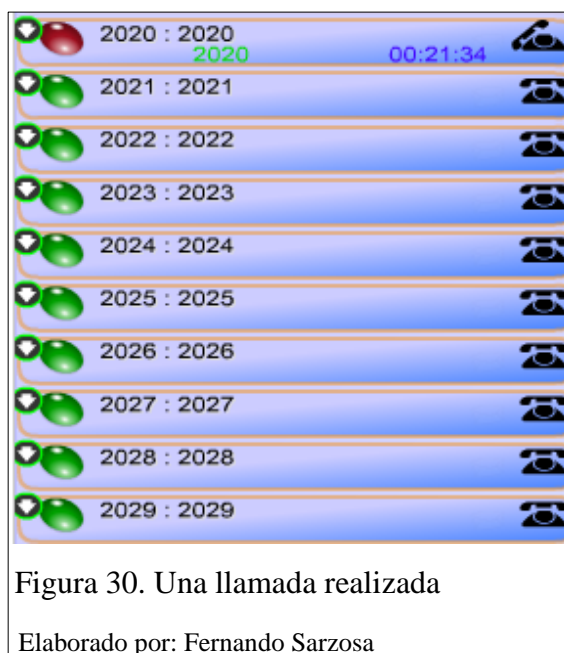 2020 : 2020
2020 00:21:34
2021 : 2021
2022 : 2022
2023 : 2023
2024 : 2024
2025 : 2025
2026 : 2026
2027 : 2027
2028 : 2028
2029 : 2029
Figura 30. Una llamada realizada
Elaborado por: Fernando Sarzosa